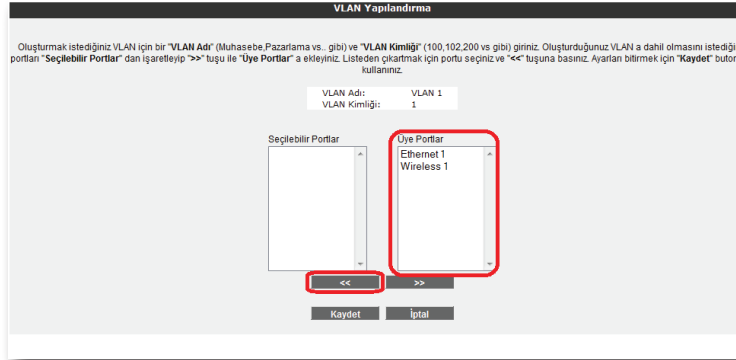 VLAN Yapılandırma
Oluşturmak istediğiniz VLAN için bir "VLAN Adı" (Muhasebe,Pazarlama vs.. gibi) ve "VLAN Kimliği" (100,102,200 vs gibi) giriniz. Oluşturduğunuz VLAN a dahil olmasını istediği
portları "Seçilebilir Portlar" dan işaretleyip ">>" tuşu ile "Üye Portlar" a ekleyiniz. Listeden çıkartmak için portu seçiniz ve "<<" tuşuna basınız. Ayarları bitirmek için "Kaydet" buton
kullanınız.
VLAN Adı: VLAN 1
VLAN Kimliği: 1
Seçilebilir Portlar Üye Portlar
Ethernet 1
Wireless 1
<< >>
Kaydet İptal